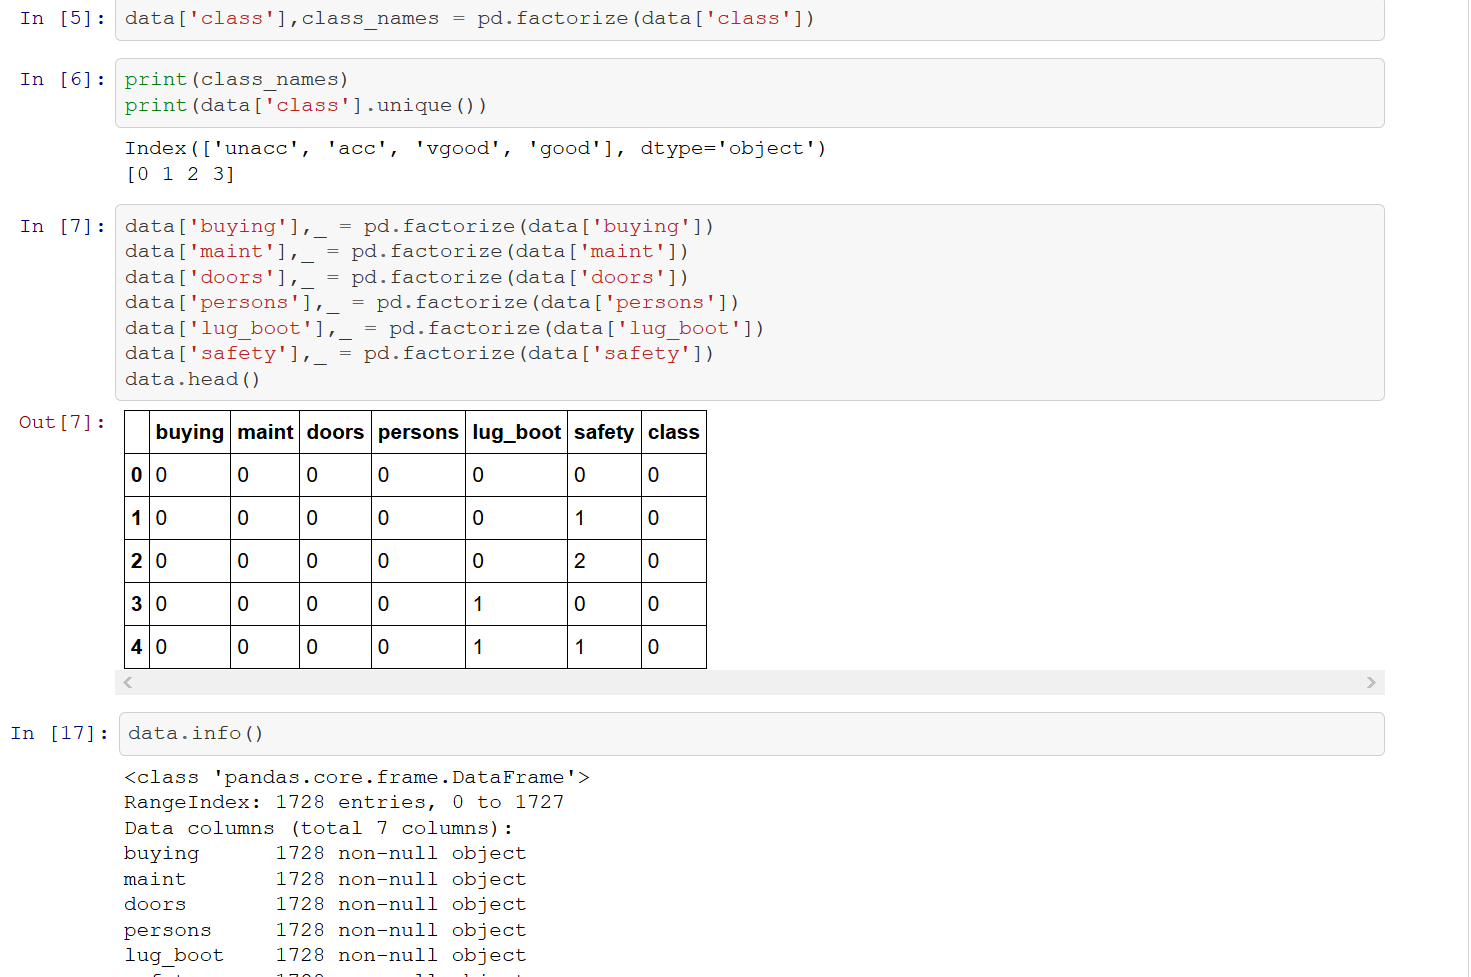 In [5]: data['class'],class_names = pd.factorize(data['class'])
In [6]: print(class_names)
print(data['class'].unique())
Index(['unacc', 'acc', 'vgood', 'good'], dtype='object')
[0 1 2 3]
In [7]: data['buying'],_ = pd.factorize(data['buying'])
data['maint'],_ = pd.factorize(data['maint'])
data['doors'],_ = pd.factorize(data['doors'])
data['persons'],_ = pd.factorize(data['persons'])
data['lug_boot'],_ = pd.factorize(data['lug_boot'])
data['safety'],_ = pd.factorize(data['safety'])
data.head()
Out[7]:
buying maint doors persons lug_boot safety class
0 0 0 0 0 0 0 0
1 0 0 0 0 0 1 0
2 0 0 0 0 0 2 0
3 0 0 0 0 1 0 0
4 0 0 0 0 1 1 0
In [17]: data.info()
<class 'pandas.core.frame.DataFrame'>
RangeIndex: 1728 entries, 0 to 1727
Data columns (total 7 columns):
buying 1728 non-null object
maint 1728 non-null object
doors 1728 non-null object
persons 1728 non-null object
lug_boot 1728 non-null object